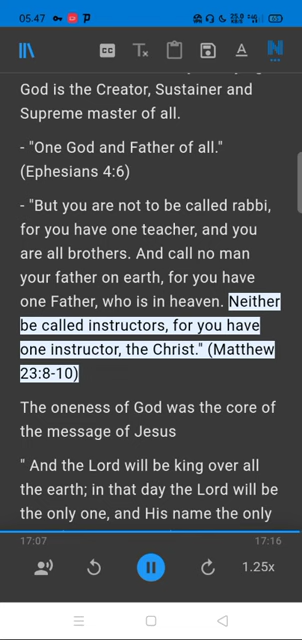 05.47
CC
God is the Creator, Sustainer and
Supreme master of all.
- "One God and Father of all."
(Ephesians 4:6)
- "But you are not to be called rabbi,
for you have one teacher, and you
are all brothers. And call no man
your father on earth, for you have
one Father, who is in heaven. Neither
be called instructors, for you have
one instructor, the Christ." (Matthew
23:8-10)
The oneness of God was the core of
the message of Jesus
" And the Lord will be king over all
the earth; in that day the Lord will be
the only one, and His name the only
17:07
17:16
1.25x